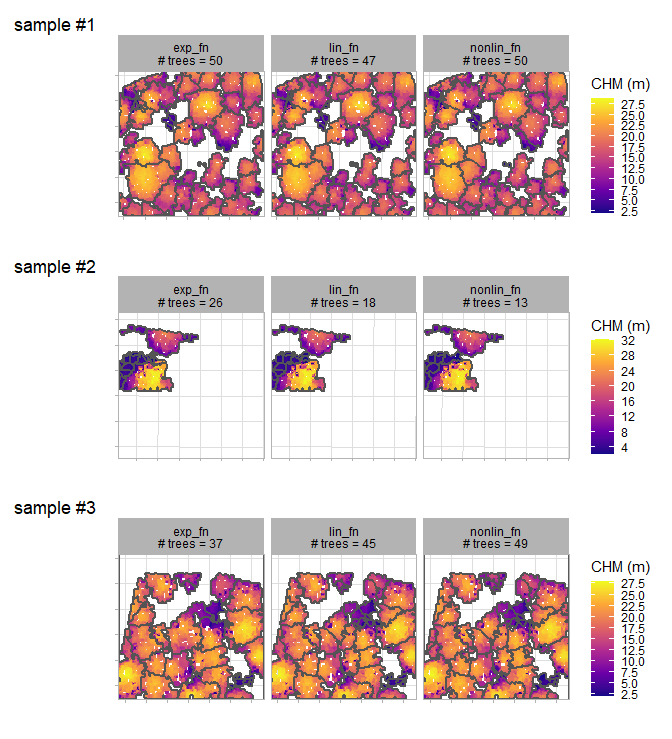 sample #1
exp_fn
# trees = 50
lin_fn
# trees = 47
nonlin_fn
# trees = 50
CHM (m)
27.5
25.0
22.5
20.0
17.5
15.0
12.5
10.0
7.5
5.0
2.5
sample #2
exp_fn
# trees = 26
lin_fn
# trees = 18
nonlin_fn
# trees = 13
CHM (m)
32
28
24
20
16
12
8
4
sample #3
exp_fn
# trees = 37
lin_fn
# trees = 45
nonlin_fn
# trees = 49
CHM (m)
27.5
25.0
22.5
20.0
17.5
15.0
12.5
10.0
7.5
5.0
2.5